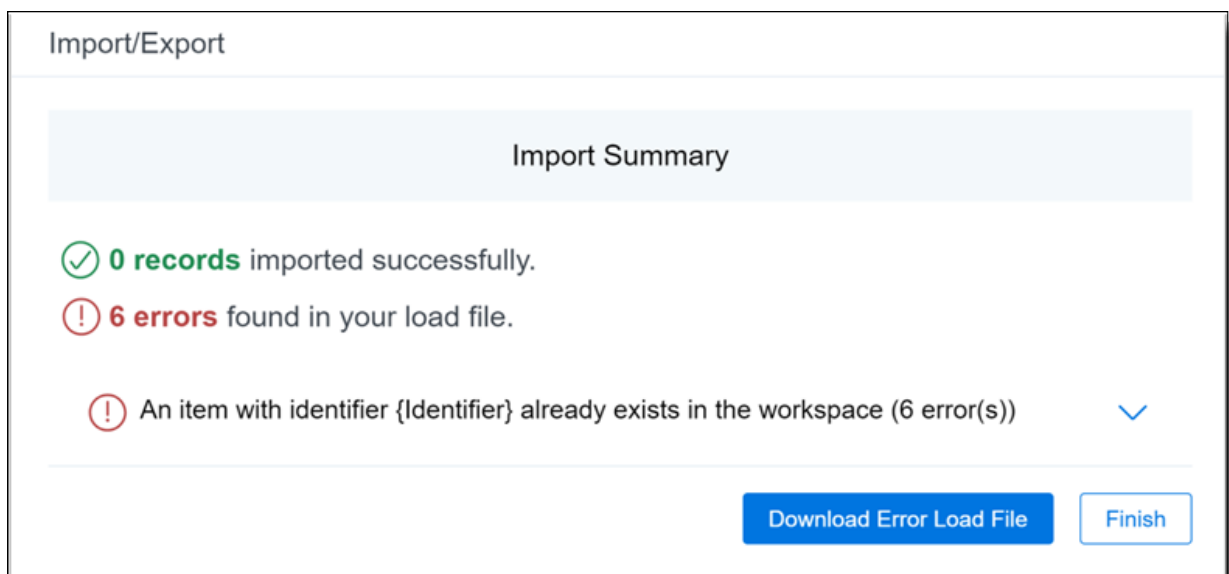 Import/Export
Import Summary
0 records imported successfully.
6 errors found in your load file.
An item with identifier {Identifier} already exists in the workspace (6 error(s))
Download Error Load File
Finish